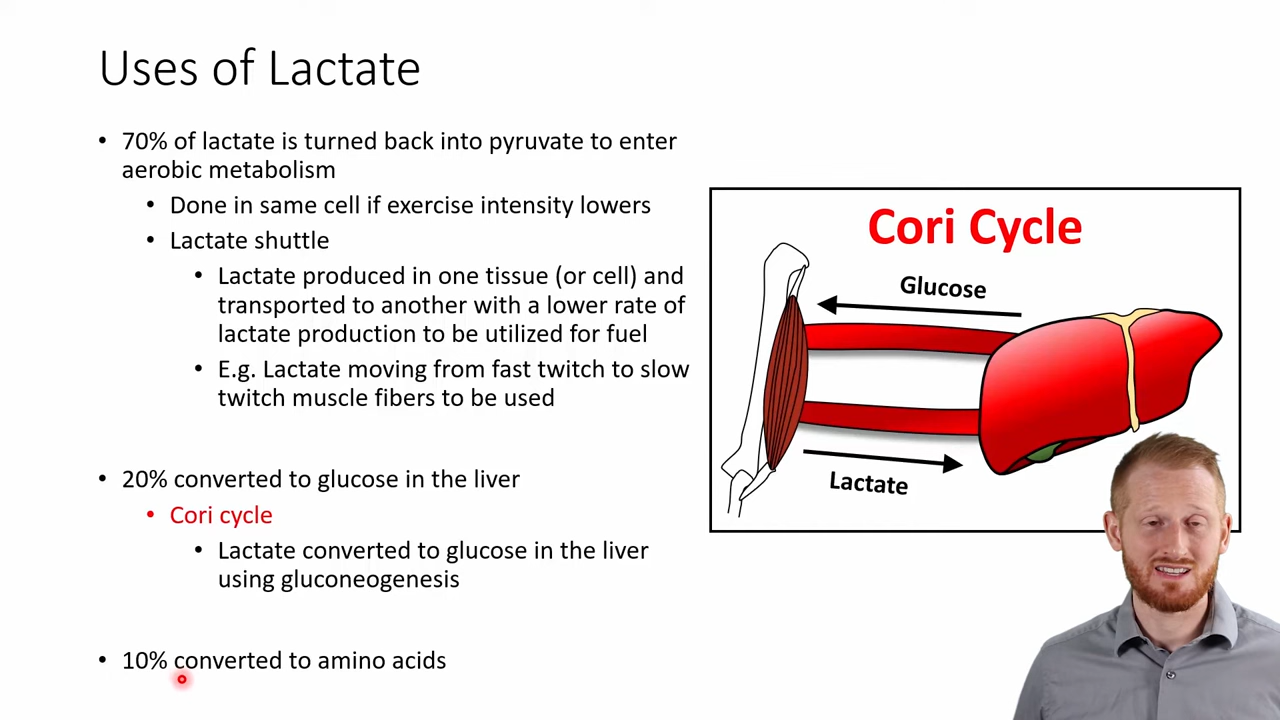 Uses of Lactate
• 70% of lactate is turned back into pyruvate to enter
aerobic metabolism
• Done in same cell if exercise intensity lowers
• Lactate shuttle
• Lactate produced in one tissue (or cell) and
transported to another with a lower rate of
lactate production to be utilized for fuel
• E.g. Lactate moving from fast twitch to slow
twitch muscle fibers to be used
• 20% converted to glucose in the liver
• Cori cycle
• Lactate converted to glucose in the liver
using gluconeogenesis
• 10% converted to amino acids
Cori Cycle
Glucose
Lactate